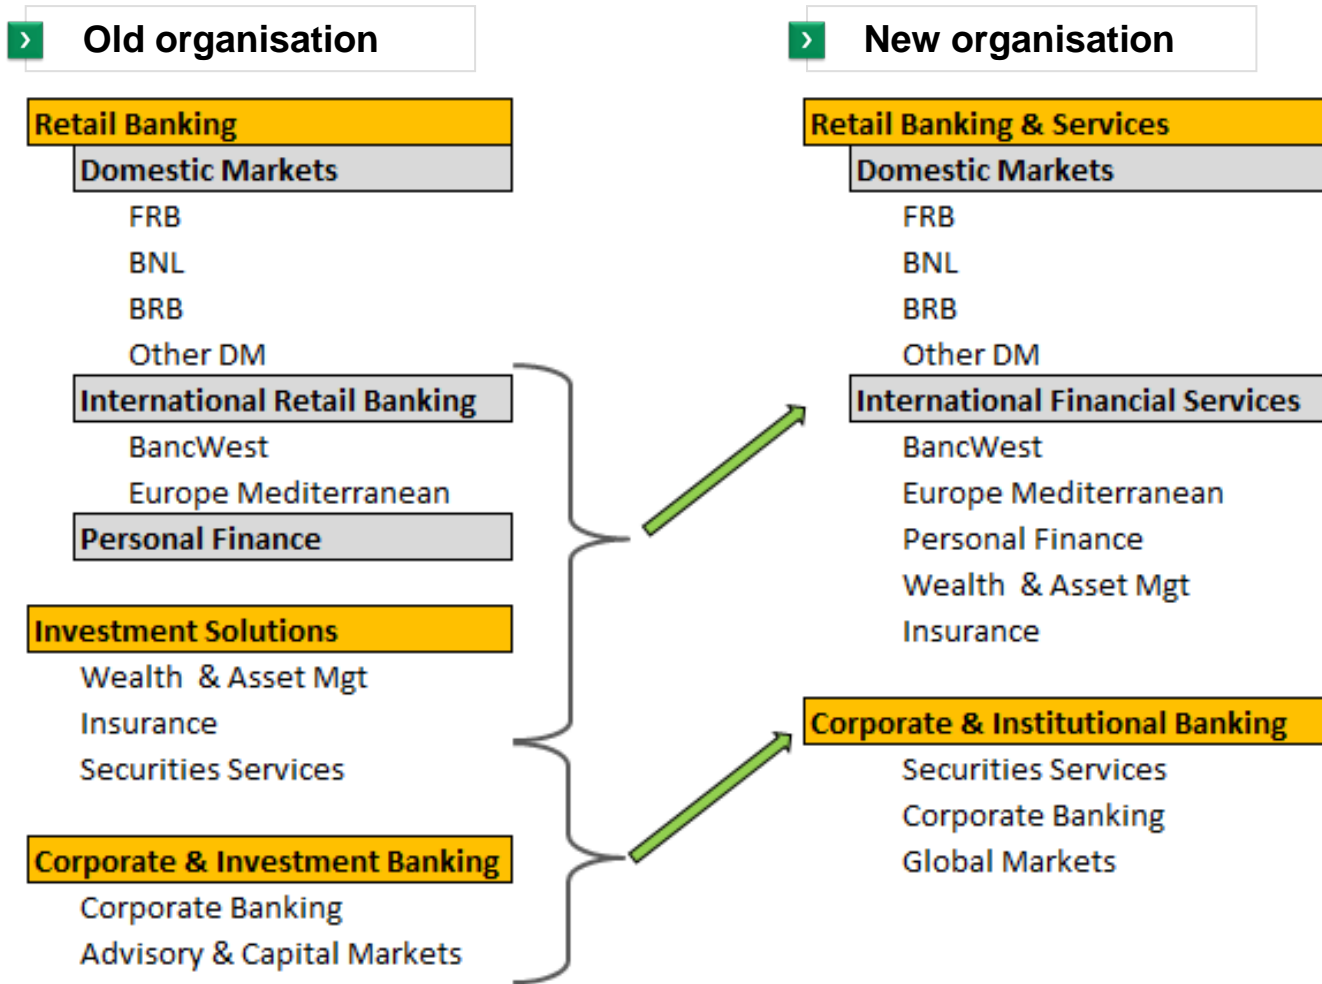 Old organisation
Retail Banking
Domestic Markets
FRB
BNL
BRB
Other DM
International Retail Banking
BancWest
Europe Mediterranean
Personal Finance
Investment Solutions
Wealth & Asset Mgt
Insurance
Securities Services
Corporate & Investment Banking
Corporate Banking
Advisory & Capital Markets
New organisation
Retail Banking & Services
Domestic Markets
FRB
BNL
BRB
Other DM
International Financial Services
BancWest
Europe Mediterranean
Personal Finance
Wealth & Asset Mgt
Insurance
Corporate & Institutional Banking
Securities Services
Corporate Banking
Global Markets